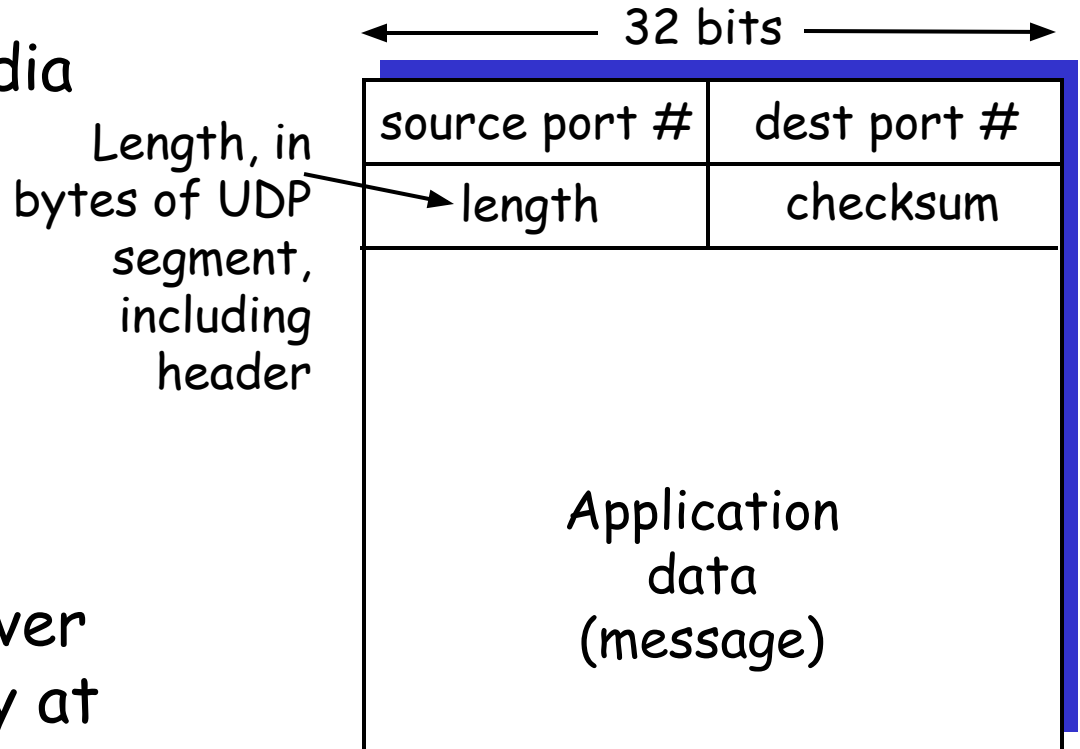 32 bits
dia
Length, in
bytes of UDP
segment,
including
header
source port #
dest port #
length
checksum
Application
data
(message)
ver
y at